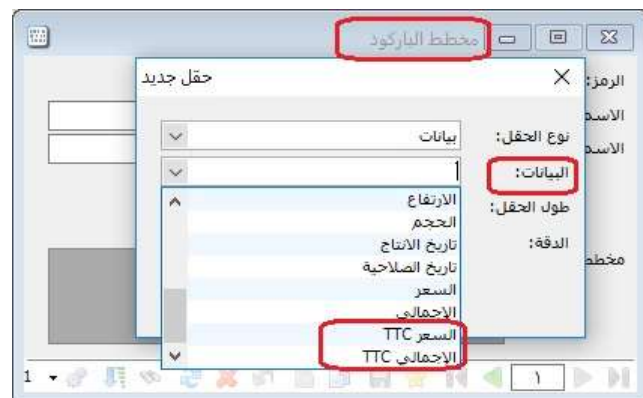 مخطط الباركود
حقل جديد
الرمز:
الاسم
الاسم
نوع الحقل:
بيانات
البيانات:
طول الحقل:
الدقة:
مخطط
الارتفاع
الحجم
تاريخ الانتاج
تاريخ الصلاحية
السعر
الإجمالي
السعر TTC
الإجمالي TTC
1
١